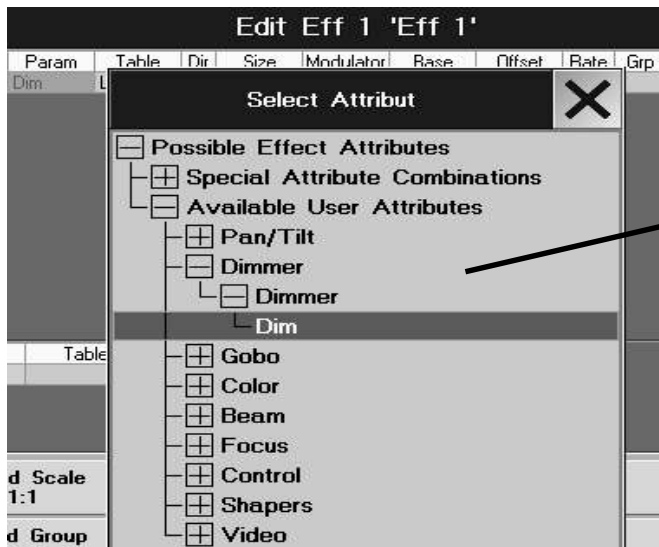 Edit Eff 1 'Eff 1'
Param Table Dir Size Modulator Base Offset Rate Grp
Dim L
Select Attribut
Possible Effect Attributes
Special Attribute Combinations
Available User Attributes
Pan/Tilt
Dimmer
Dimmer
Dim
Table
Gobo
Color
Beam
Focus
d Scale
Control
1:1
Shapers
d Group
Video